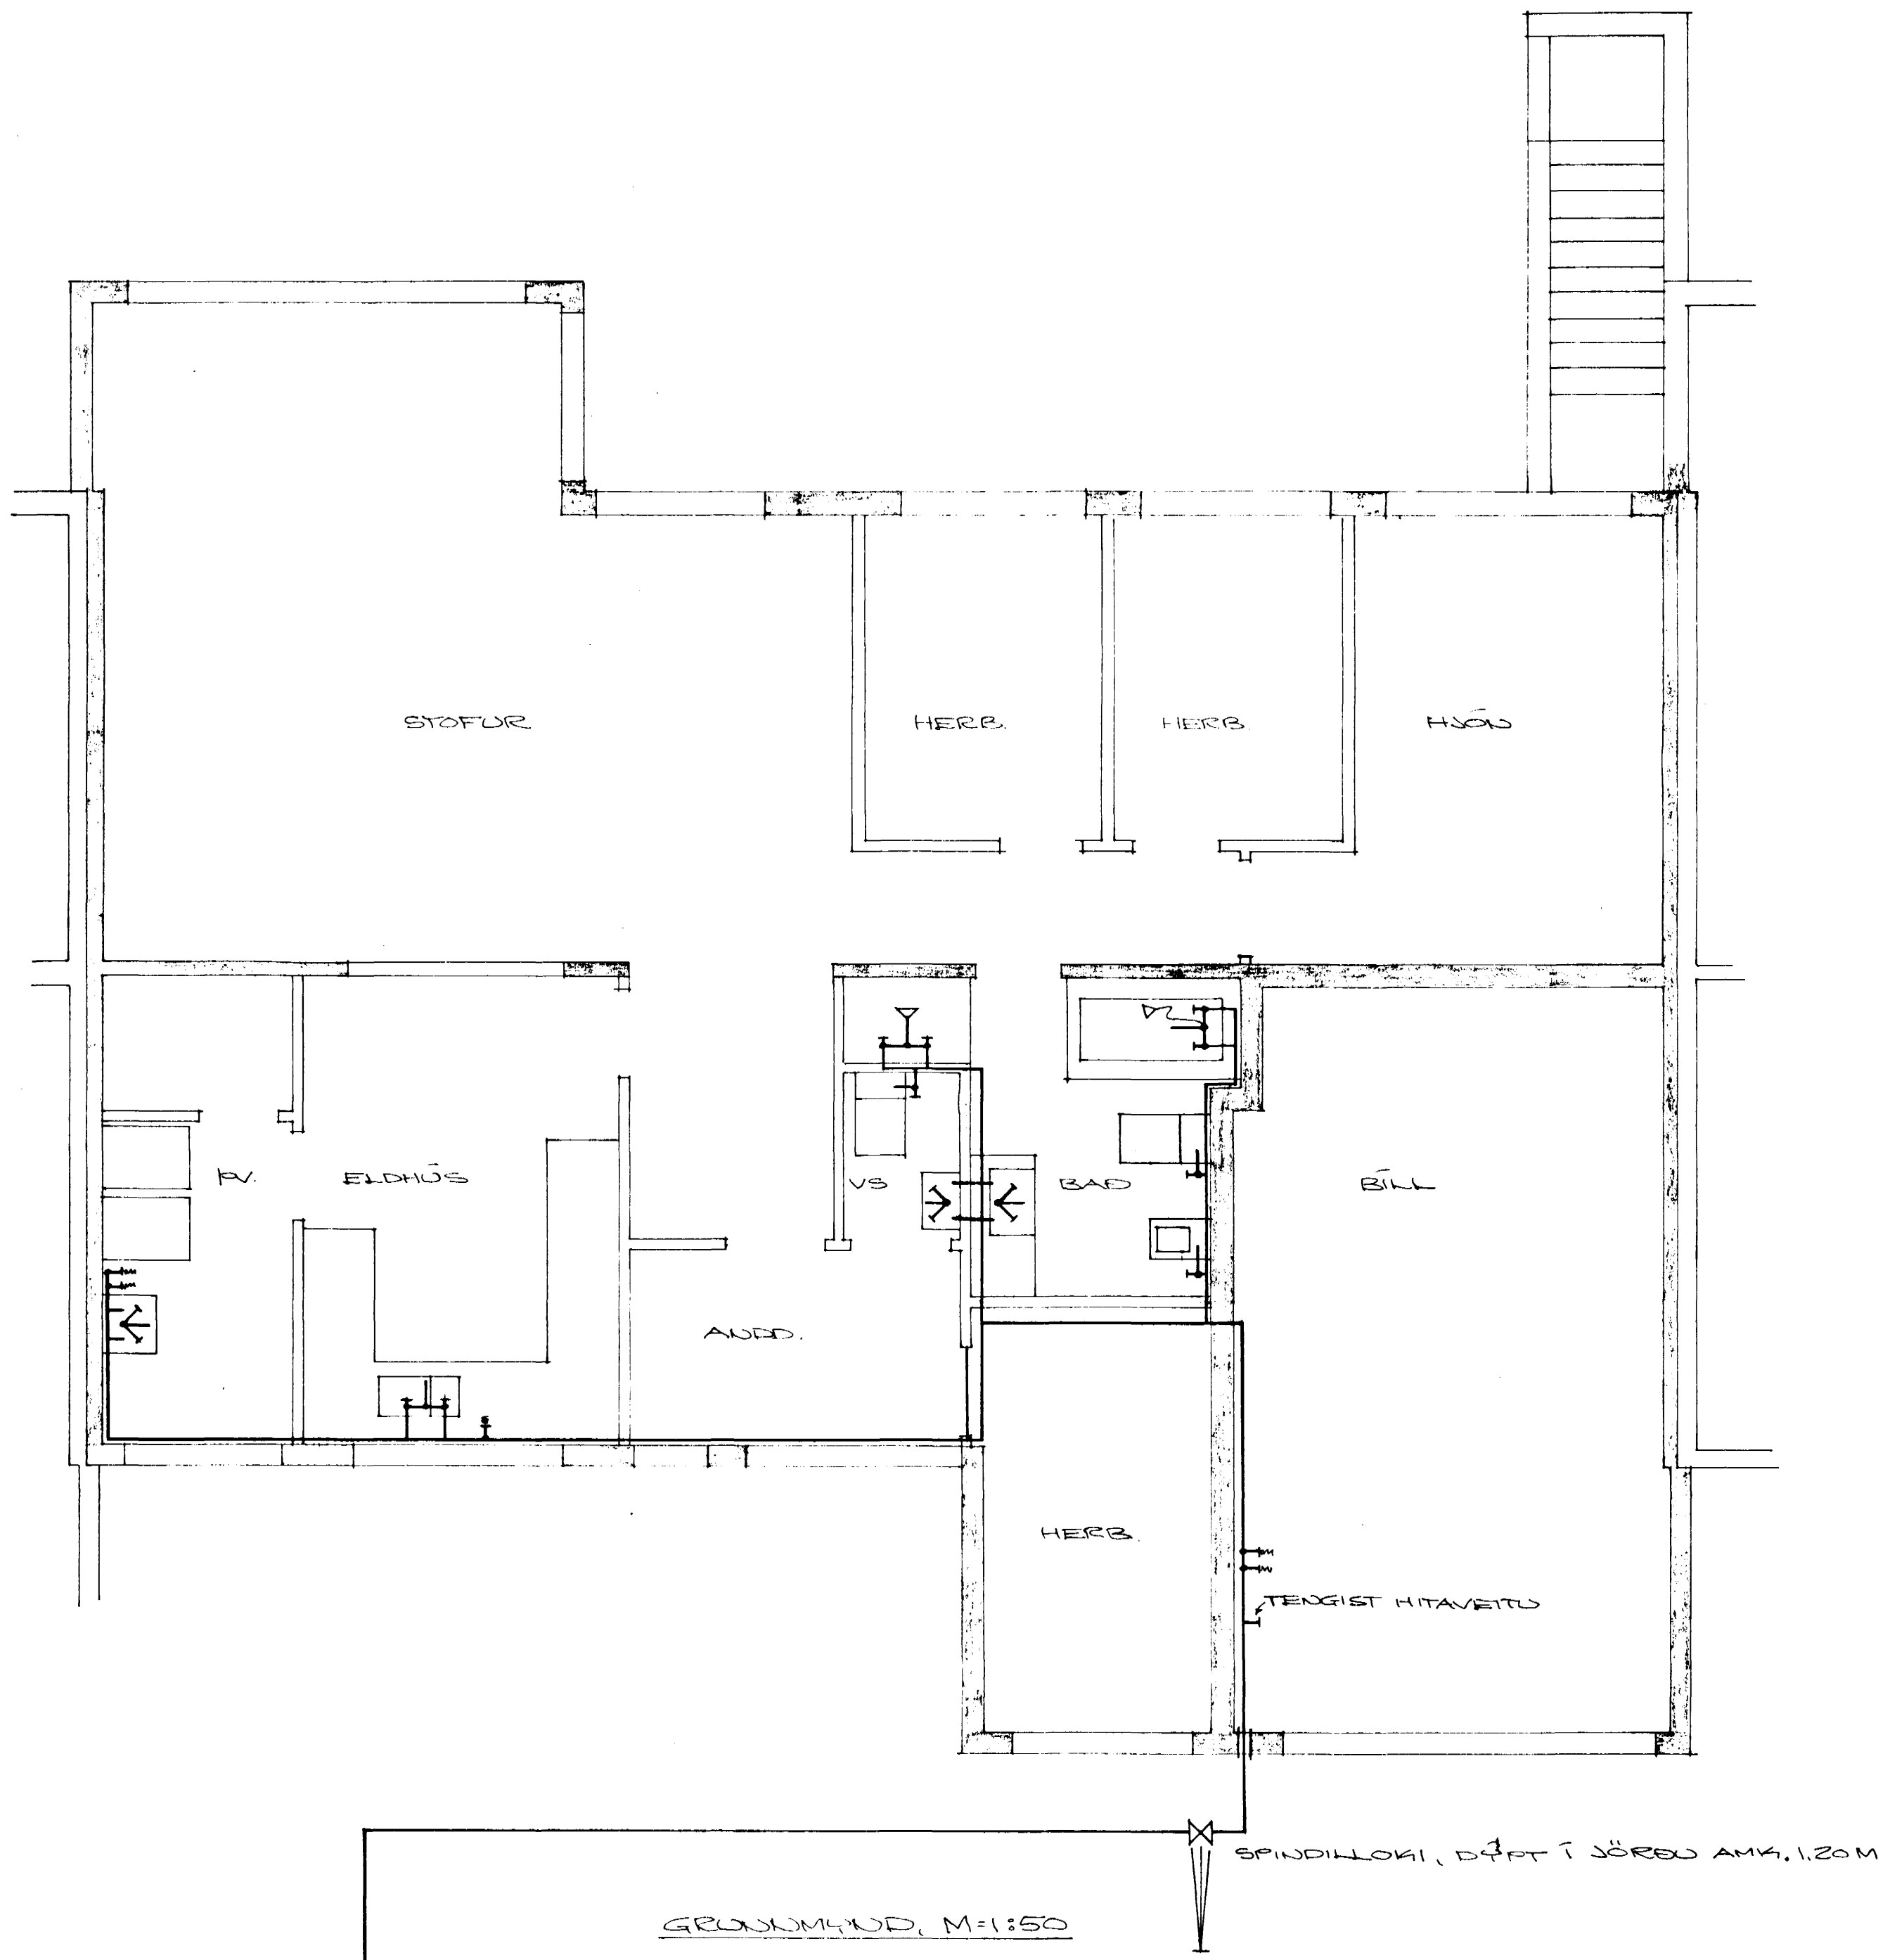 STOFUR
HERB.
HERB.
HJÓN
ÞV.
ELDHÚS
VS
BAÐ
BÍLL
ANDD.
HERB.
TENGIST HITAVEITU
SPINDILLOKI, DÝPT Í JÖRÐU AMK. 1.20 M
GRUNNMYND, M=1:50